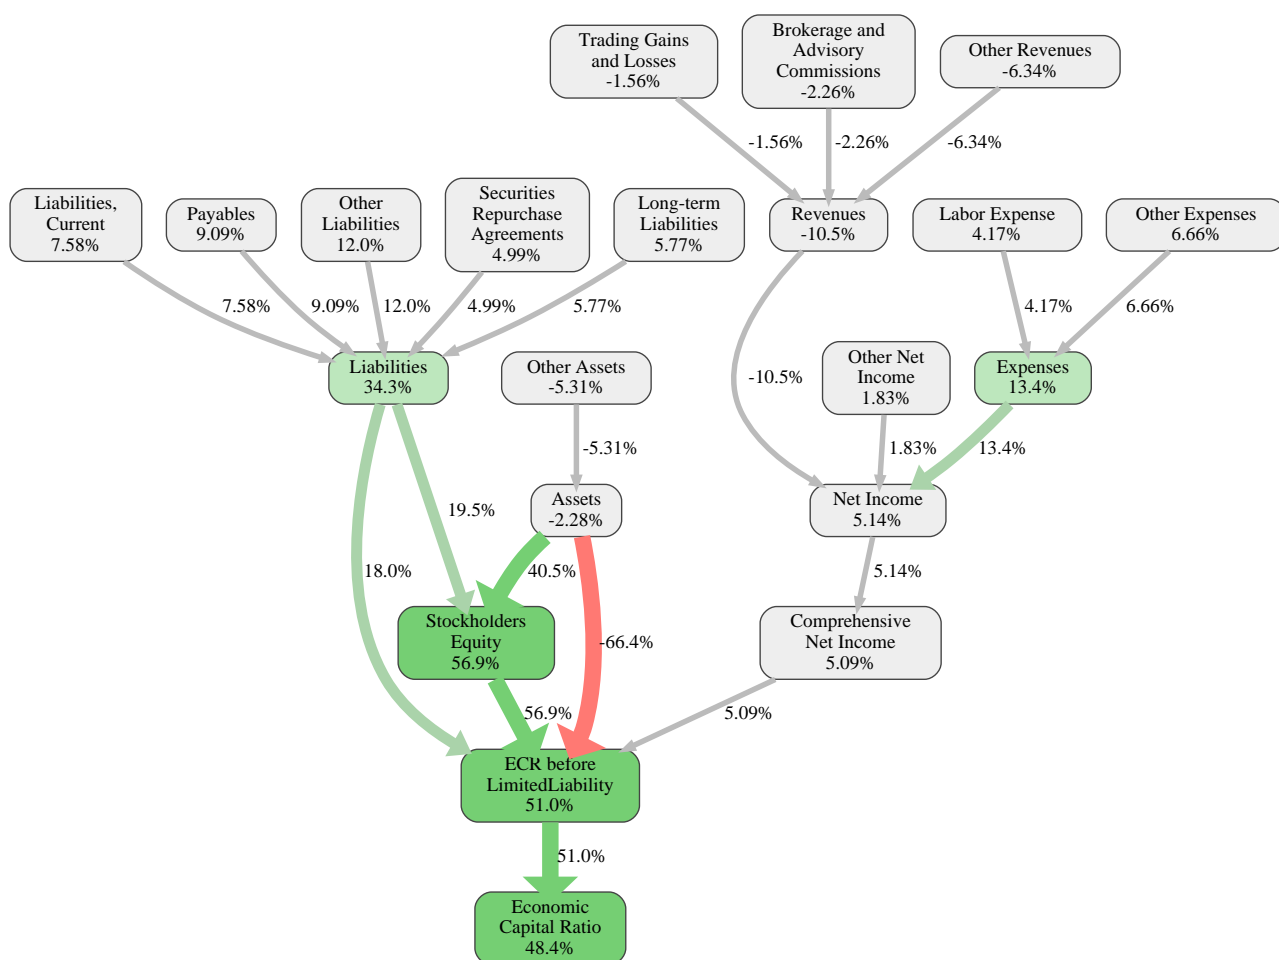 Trading Gains
and Losses
-1.56%
Brokerage and
Advisory
Commissions
-2.26%
Other Revenues
-6.34%
-1.56%
-2.26%
-6.34%
Liabilities,
Current
7.58%
Payables
9.09%
Other
Liabilities
12.0%
Securities
Repurchase
Agreements
4.99%
Long-term
Liabilities
5.77%
Revenues
-10.5%
Labor Expense
4.17%
Other Expenses
6.66%
7.58%
9.09%
12.0%
4.99%
5.77%
4.17%
6.66%
Liabilities
34.3%
Other Assets
-5.31%
-10.5%
Other Net
Income
1.83%
Expenses
13.4%
-5.31%
1.83%
13.4%
19.5%
Assets
-2.28%
Net Income
5.14%
18.0%
40.5%
5.14%
Stockholders
Equity
56.9%
-66.4%
Comprehensive
Net Income
5.09%
56.9%
5.09%
ECR before
LimitedLiability
51.0%
51.0%
Economic
Capital Ratio
48.4%